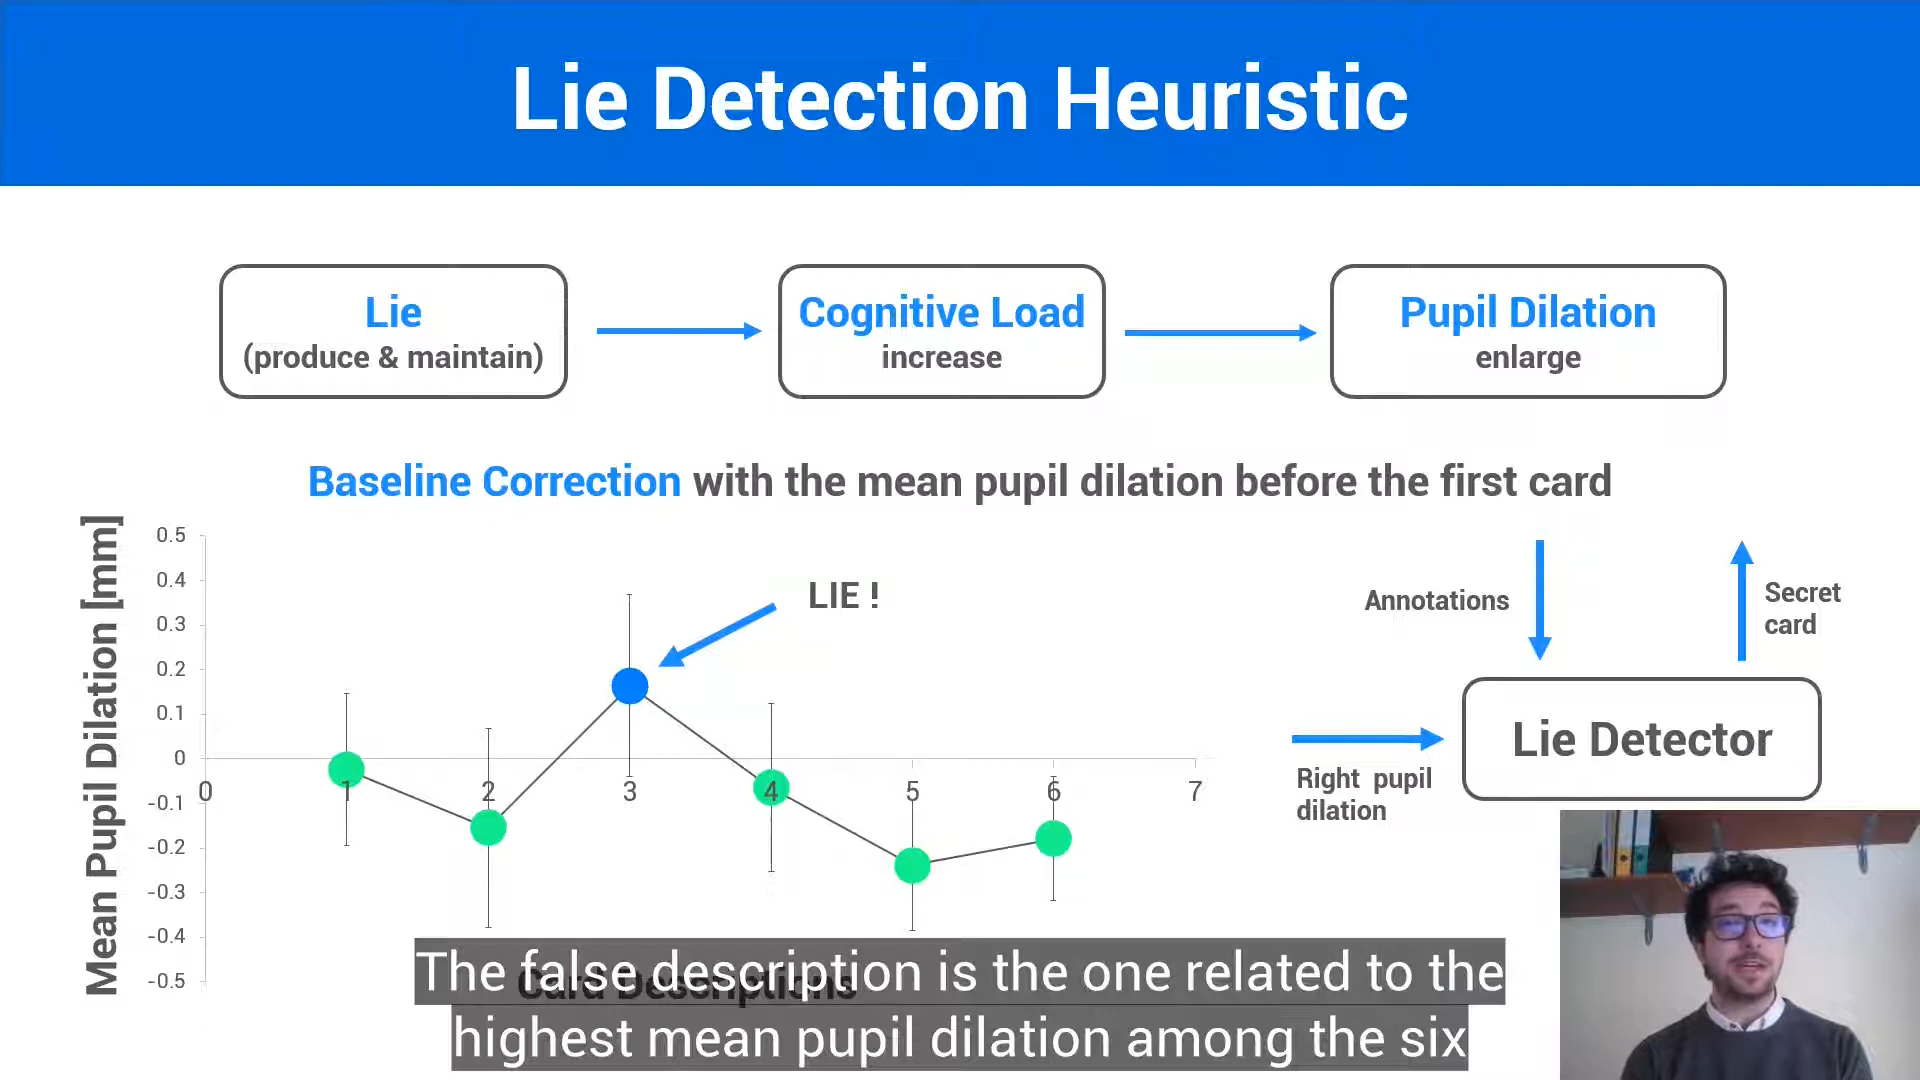 Lie Detection Heuristic
Lie
(produce & maintain)
Cognitive Load
increase
Pupil Dilation
enlarge
Baseline Correction with the mean pupil dilation before the first card
Mean Pupil Dilation [mm]
0.5
0.4
0.3
0.2
0.1
0
-0.1
-0.2
-0.3
-0.4
-0.5
0
1
2
3
4
5
6
7
LIE !
Card Descriptions
Annotations
Secret
card
Right pupil
dilation
Lie Detector
The false description is the one related to the
highest mean pupil dilation among the six